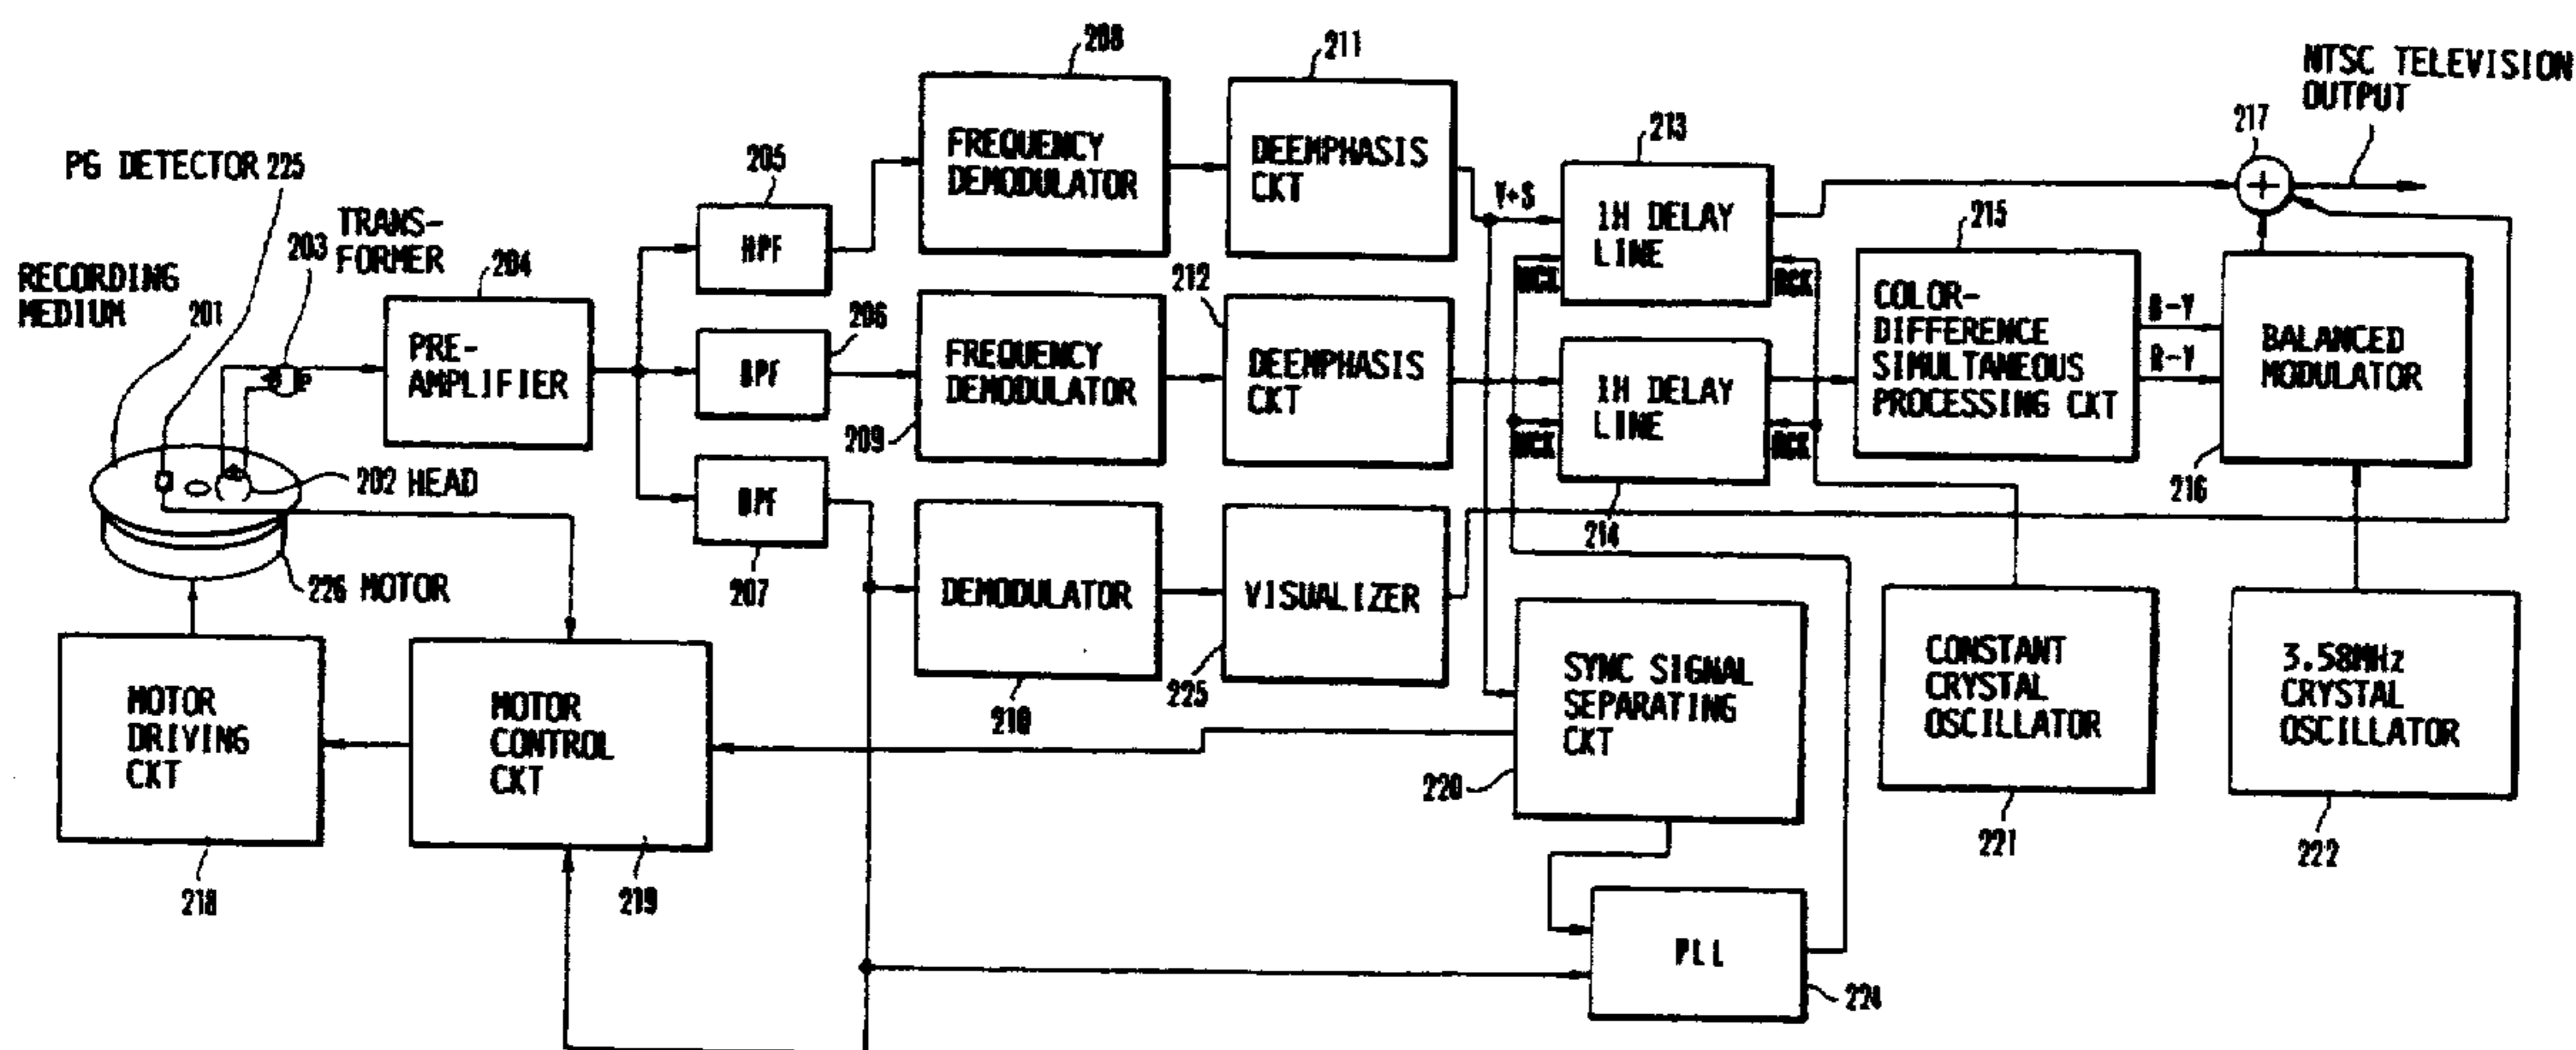 NTSC TELEVISION
OUTPUT
208
211
213
217
PG DETECTOR 225
205
FREQUENCY
DEMODULATOR
DEEMPHASIS
CKT
Y+S
1H DELAY
LINE
215
TRANS-
FORMER
203
RECORDING
MEDIUM
201
204
HPF
212
WCK
RCK
COLOR-
DIFFERENCE
SIMULTANEOUS
PROCESSING CKT
B-Y
R-Y
BALANCED
MODULATOR
PRE-
AMPLIFIER
206
BPF
FREQUENCY
DEMODULATOR
209
DEEMPHASIS
CKT
1H DELAY
LINE
WCK
RCK
214
216
202 HEAD
BPF
207
226 MOTOR
DEMODULATOR
210
VISUALIZER
225
MOTOR
DRIVING
CKT
218
MOTOR
CONTROL
CKT
219
SYNC SIGNAL
SEPARATING
CKT
220
CONSTANT
CRYSTAL
OSCILLATOR
221
3.58MHz
CRYSTAL
OSCILLATOR
222
PLL
224